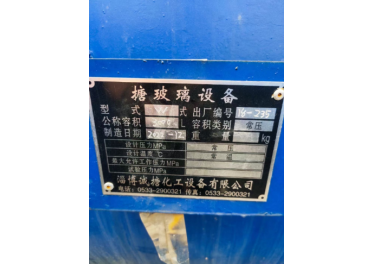 搪玻璃设备
型式 式 出厂编号 18-235
公称容积 L 容积类别 常压
制造日期 重量 kg
设计压力MPa 常压
设计温度℃ 常温
最大允许工作压力MPa
试验压力MPa
淄博诚搪化工设备有限公司
电话:0533-2900321 传真:0533-2900321